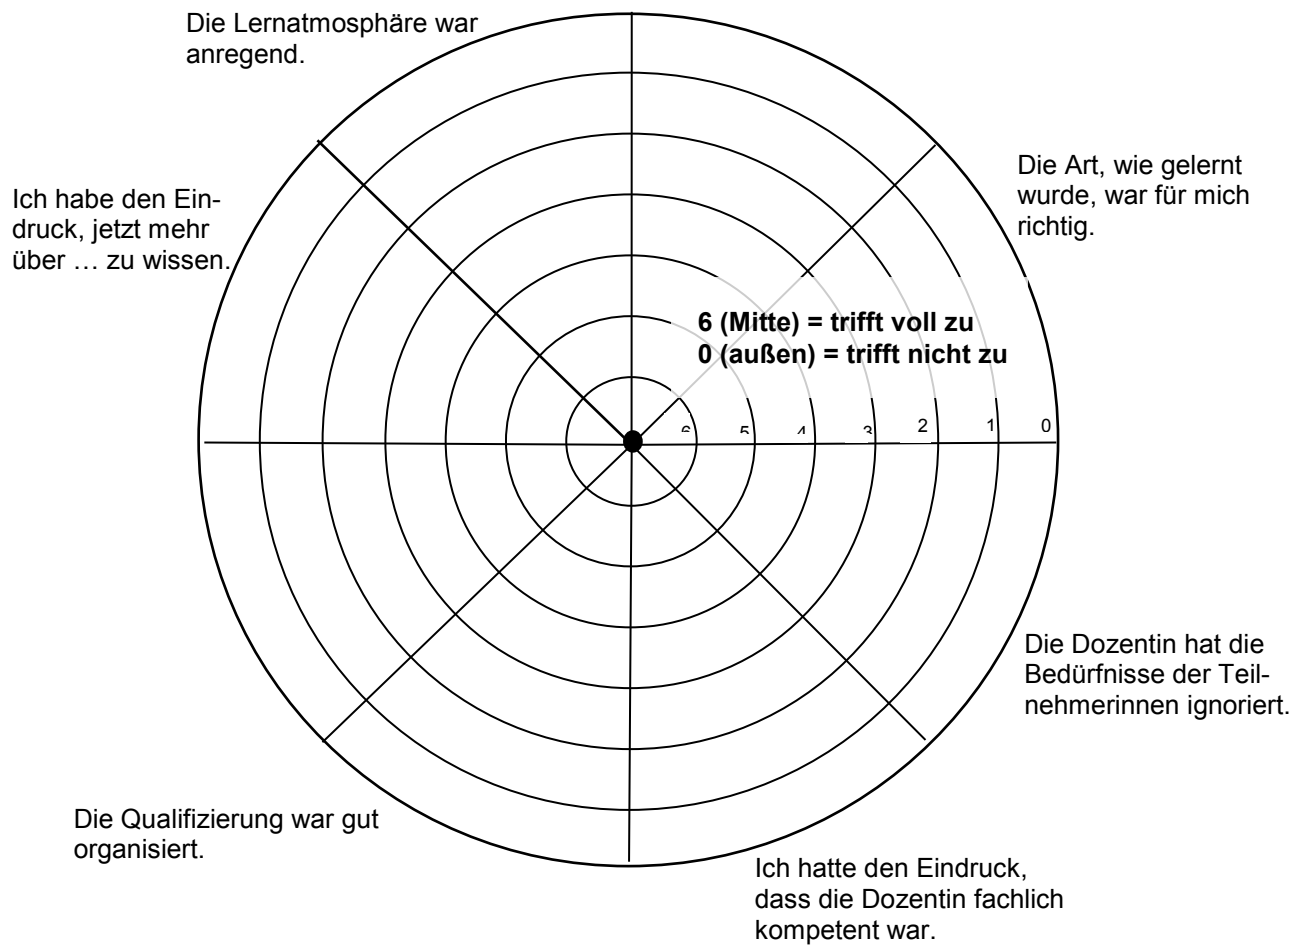 Die Lernatmosphäre war
anregend.
Die Art, wie gelernt
wurde, war für mich
richtig.
Ich habe den Ein-
druck, jetzt mehr
über … zu wissen.
6 (Mitte) = trifft voll zu
0 (außen) = trifft nicht zu
6 5 4 3 2 1 0
Die Dozentin hat die
Bedürfnisse der Teil-
nehmerinnen ignoriert.
Die Qualifizierung war gut
organisiert.
Ich hatte den Eindruck,
dass die Dozentin fachlich
kompetent war.